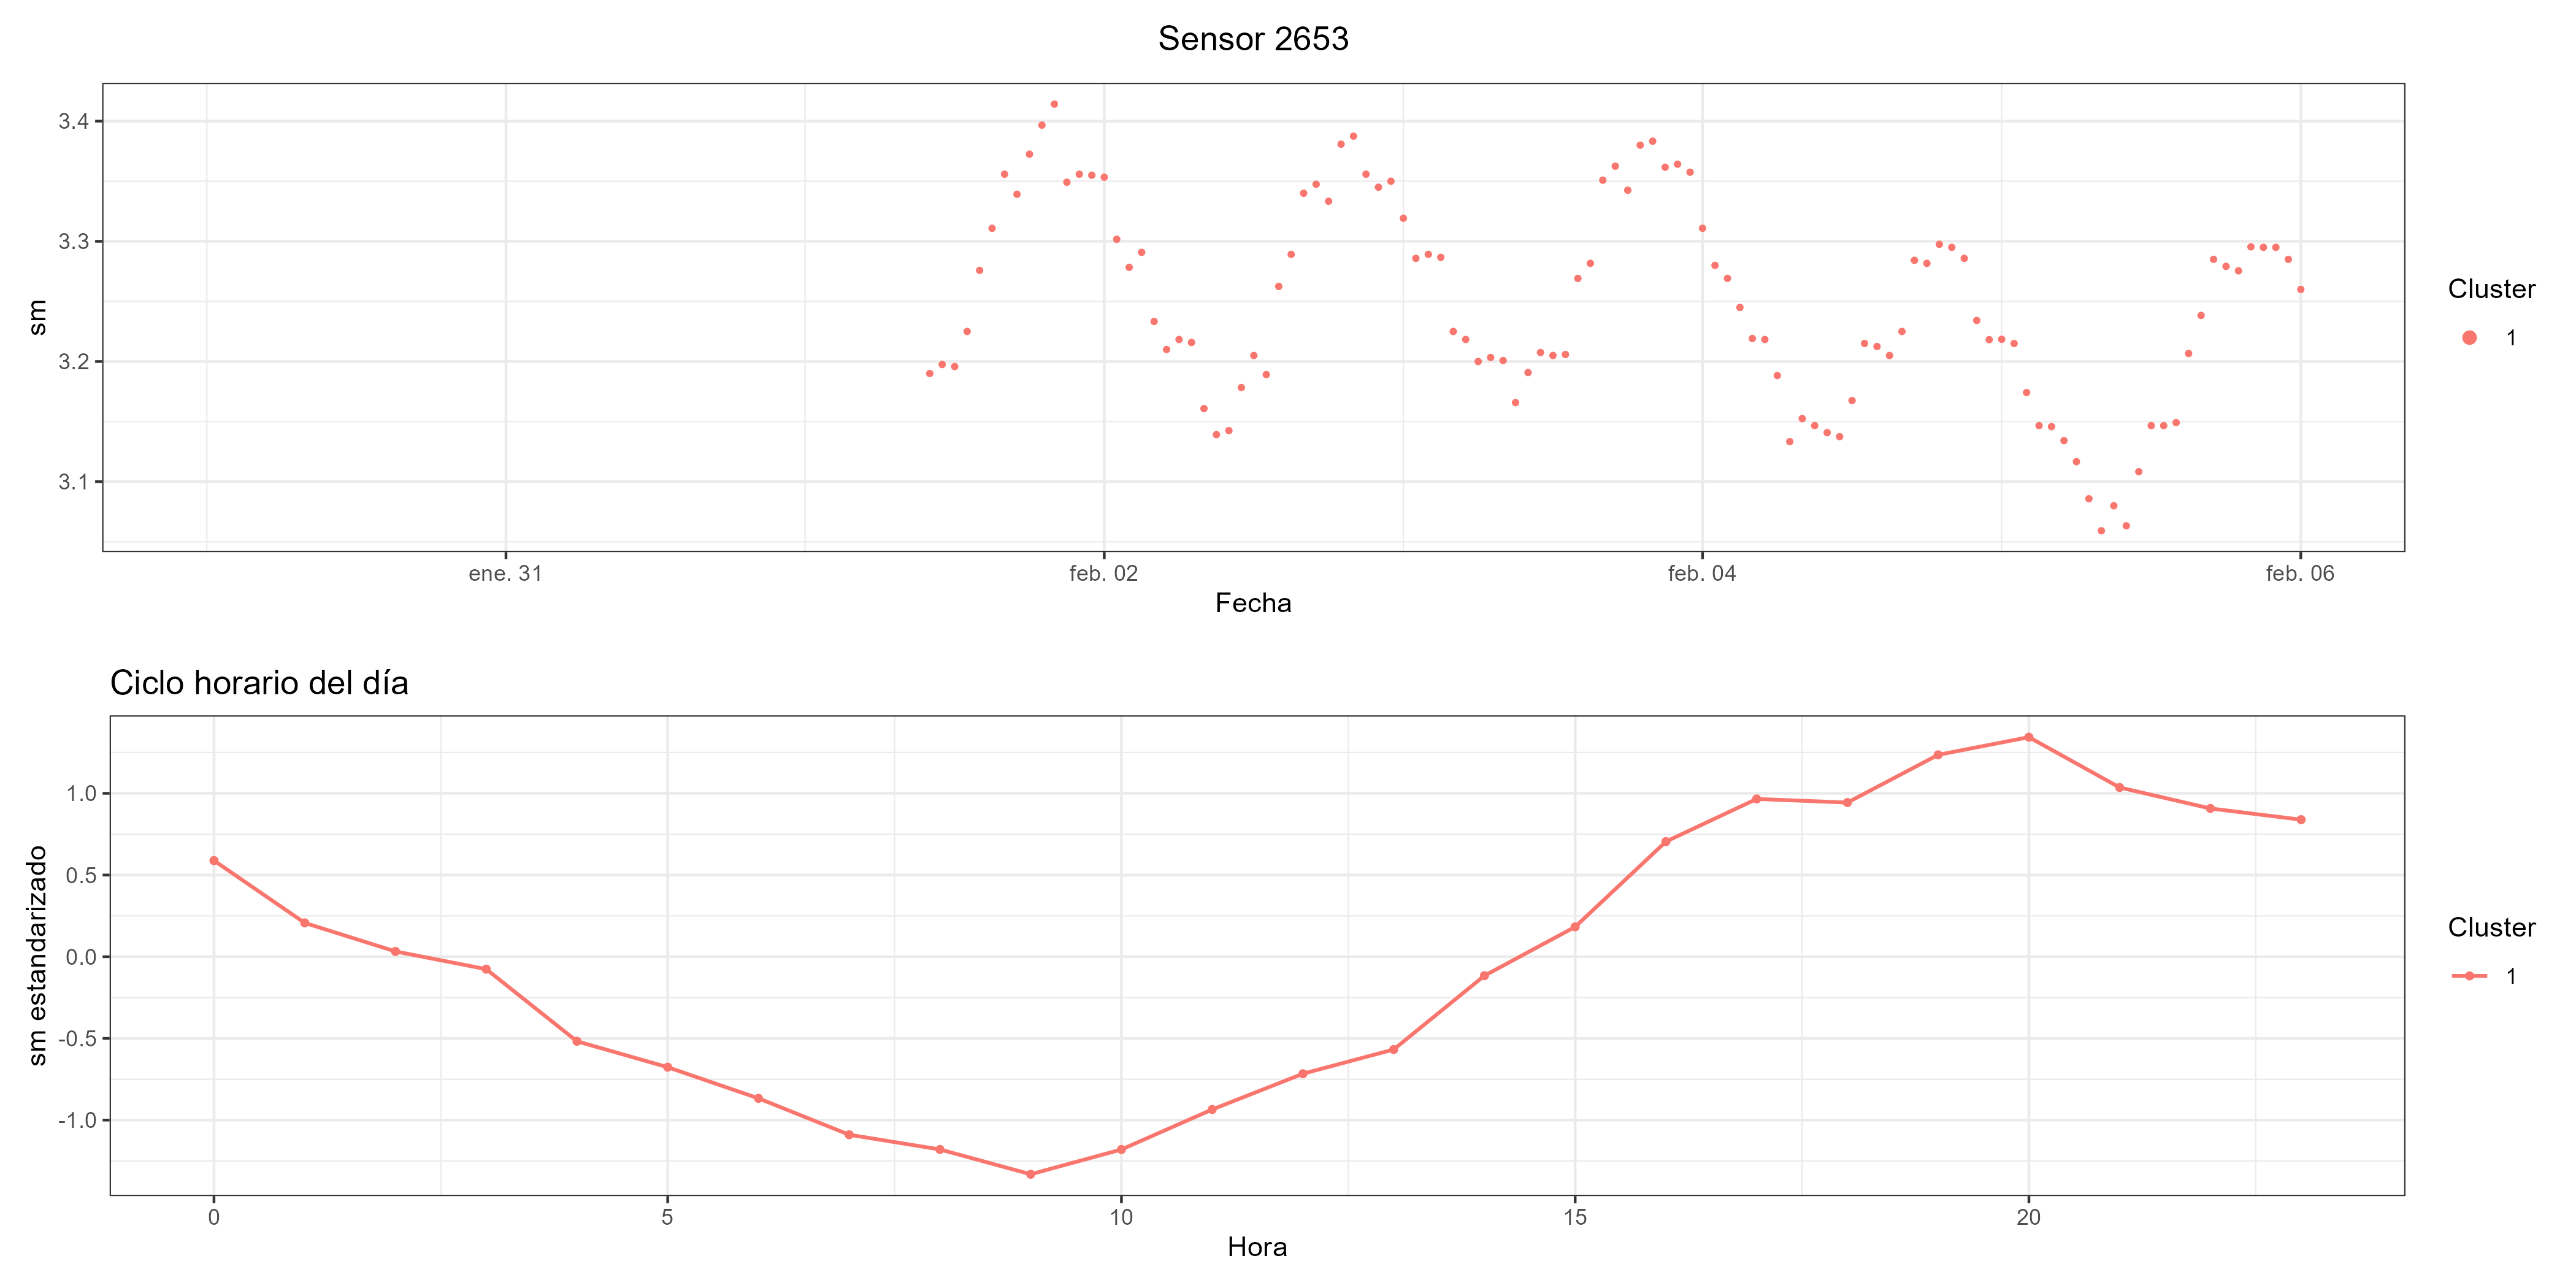 Sensor 2653
3.4
3.3
3.2
3.1
sm
ene. 31
feb. 02
feb. 04
feb. 06
Fecha
Cluster
1
Ciclo horario del día
1.0
0.5
0.0
-0.5
-1.0
sm estandarizado
0
5
10
15
20
Hora
Cluster
1